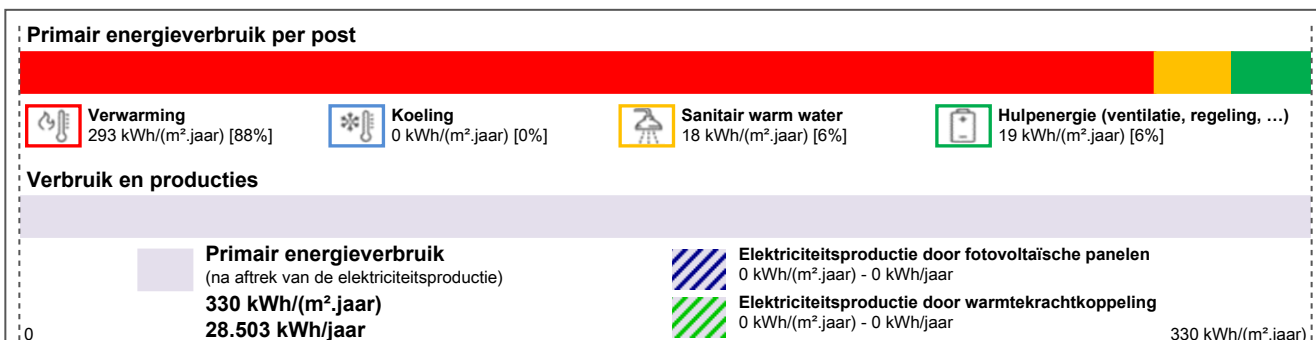 Primair energieverbruik per post
Verwarming
293 kWh/(m².jaar) [88%]
Koeling
0 kWh/(m².jaar) [0%]
Sanitair warm water
18 kWh/(m².jaar) [6%]
Hulpenergie (ventilatie, regeling, …)
19 kWh/(m².jaar) [6%]
Verbruik en producties
Primair energieverbruik
(na aftrek van de elektriciteitsproductie)
330 kWh/(m².jaar)
28.503 kWh/jaar
Elektriciteitsproductie door fotovoltaïsche panelen
0 kWh/(m².jaar) - 0 kWh/jaar
Elektriciteitsproductie door warmtekrachtkoppeling
0 kWh/(m².jaar) - 0 kWh/jaar
0
330 kWh/(m².jaar)